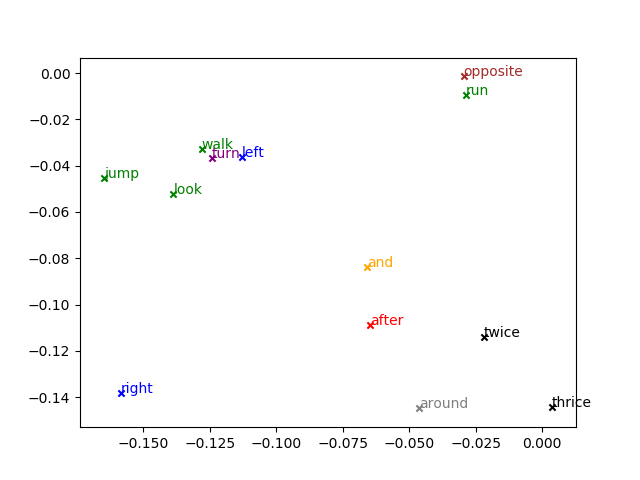 0.00
opposite
run
−0.02
walk
turn
left
−0.04
jump
look
−0.06
−0.08
and
−0.10
after
twice
−0.12
right
around
thrice
−0.14
−0.150 −0.125 −0.100 −0.075 −0.050 −0.025 0.000